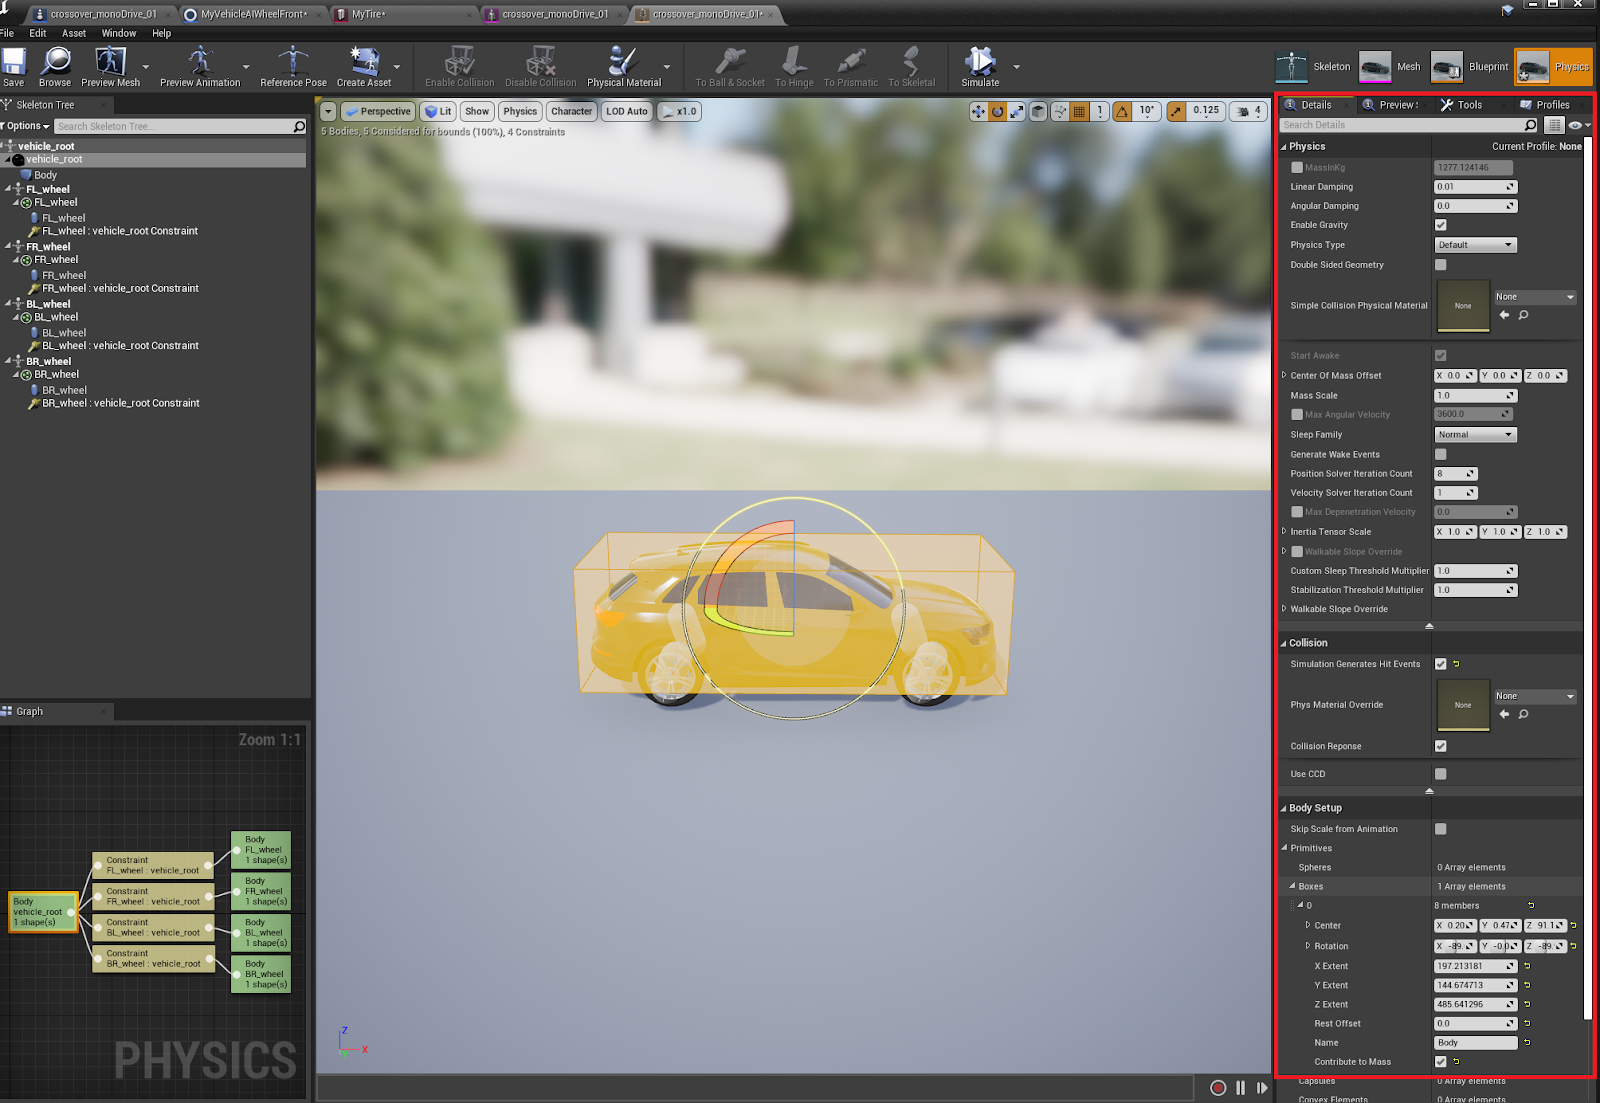 crossover_monoDrive_01
MyVehicleAIWheelFront*
MyTire*
crossover_monoDrive_01
crossover_monoDrive_01*
File Edit Asset Window Help
Save
Browse
Preview Mesh
Preview Animation
Reference Pose
Create Asset
Enable Collision
Disable Collision
Physical Material
To Ball & Socket
To Hinge
To Prismatic
To Skeletal
Simulate
Skeleton
Mesh
Blueprint
Physics
Skeleton Tree
Options
Search Skeleton Tree...
vehicle_root
vehicle_root
Body
FL_wheel
FL_wheel
FL_wheel
FL_wheel : vehicle_root Constraint
FR_wheel
FR_wheel
FR_wheel
FR_wheel : vehicle_root Constraint
BL_wheel
BL_wheel
BL_wheel
BL_wheel : vehicle_root Constraint
BR_wheel
BR_wheel
BR_wheel
BR_wheel : vehicle_root Constraint
Graph
Zoom 1:1
Body
vehicle_root
1 shape(s)
Constraint
FL_wheel : vehicle_root
Constraint
FR_wheel : vehicle_root
Constraint
BL_wheel : vehicle_root
Constraint
BR_wheel : vehicle_root
Body
FL_wheel
1 shape(s)
Body
FR_wheel
1 shape(s)
Body
BL_wheel
1 shape(s)
Body
BR_wheel
1 shape(s)
PHYSICS
Perspective Lit Show Physics Character LOD Auto x1.0
1 10° 0.125 4
5 Bodies, 5 Considered for bounds (100%), 4 Constraints
Z
Y
X
Details Preview Tools Profiles
Search Details
Physics Current Profile: None
MassInKg 1277.124146
Linear Damping 0.01
Angular Damping 0.0
Enable Gravity
Physics Type Default
Double Sided Geometry
Simple Collision Physical Material None None
Start Awake
Center Of Mass Offset X 0.0 Y 0.0 Z 0.0
Mass Scale 1.0
Max Angular Velocity 3600.0
Sleep Family Normal
Generate Wake Events
Position Solver Iteration Count 8
Velocity Solver Iteration Count 1
Max Depenetration Velocity 0.0
Inertia Tensor Scale X 1.0 Y 1.0 Z 1.0
Walkable Slope Override
Custom Sleep Threshold Multiplier 1.0
Stabilization Threshold Multiplier 1.0
Walkable Slope Override
Collision
Simulation Generates Hit Events
Phys Material Override None None
Collision Reponse
Use CCD
Body Setup
Skip Scale from Animation
Primitives
Spheres 0 Array elements
Boxes 1 Array elements
0 8 members
Center X 0.20 Y 0.47 Z 91.1
Rotation X -89. Y -0.0 Z -89.
X Extent 197.213181
Y Extent 144.674713
Z Extent 485.641296
Rest Offset 0.0
Name Body
Contribute to Mass
Capsules 0 Array elements
Convex Elements 0 Array elements